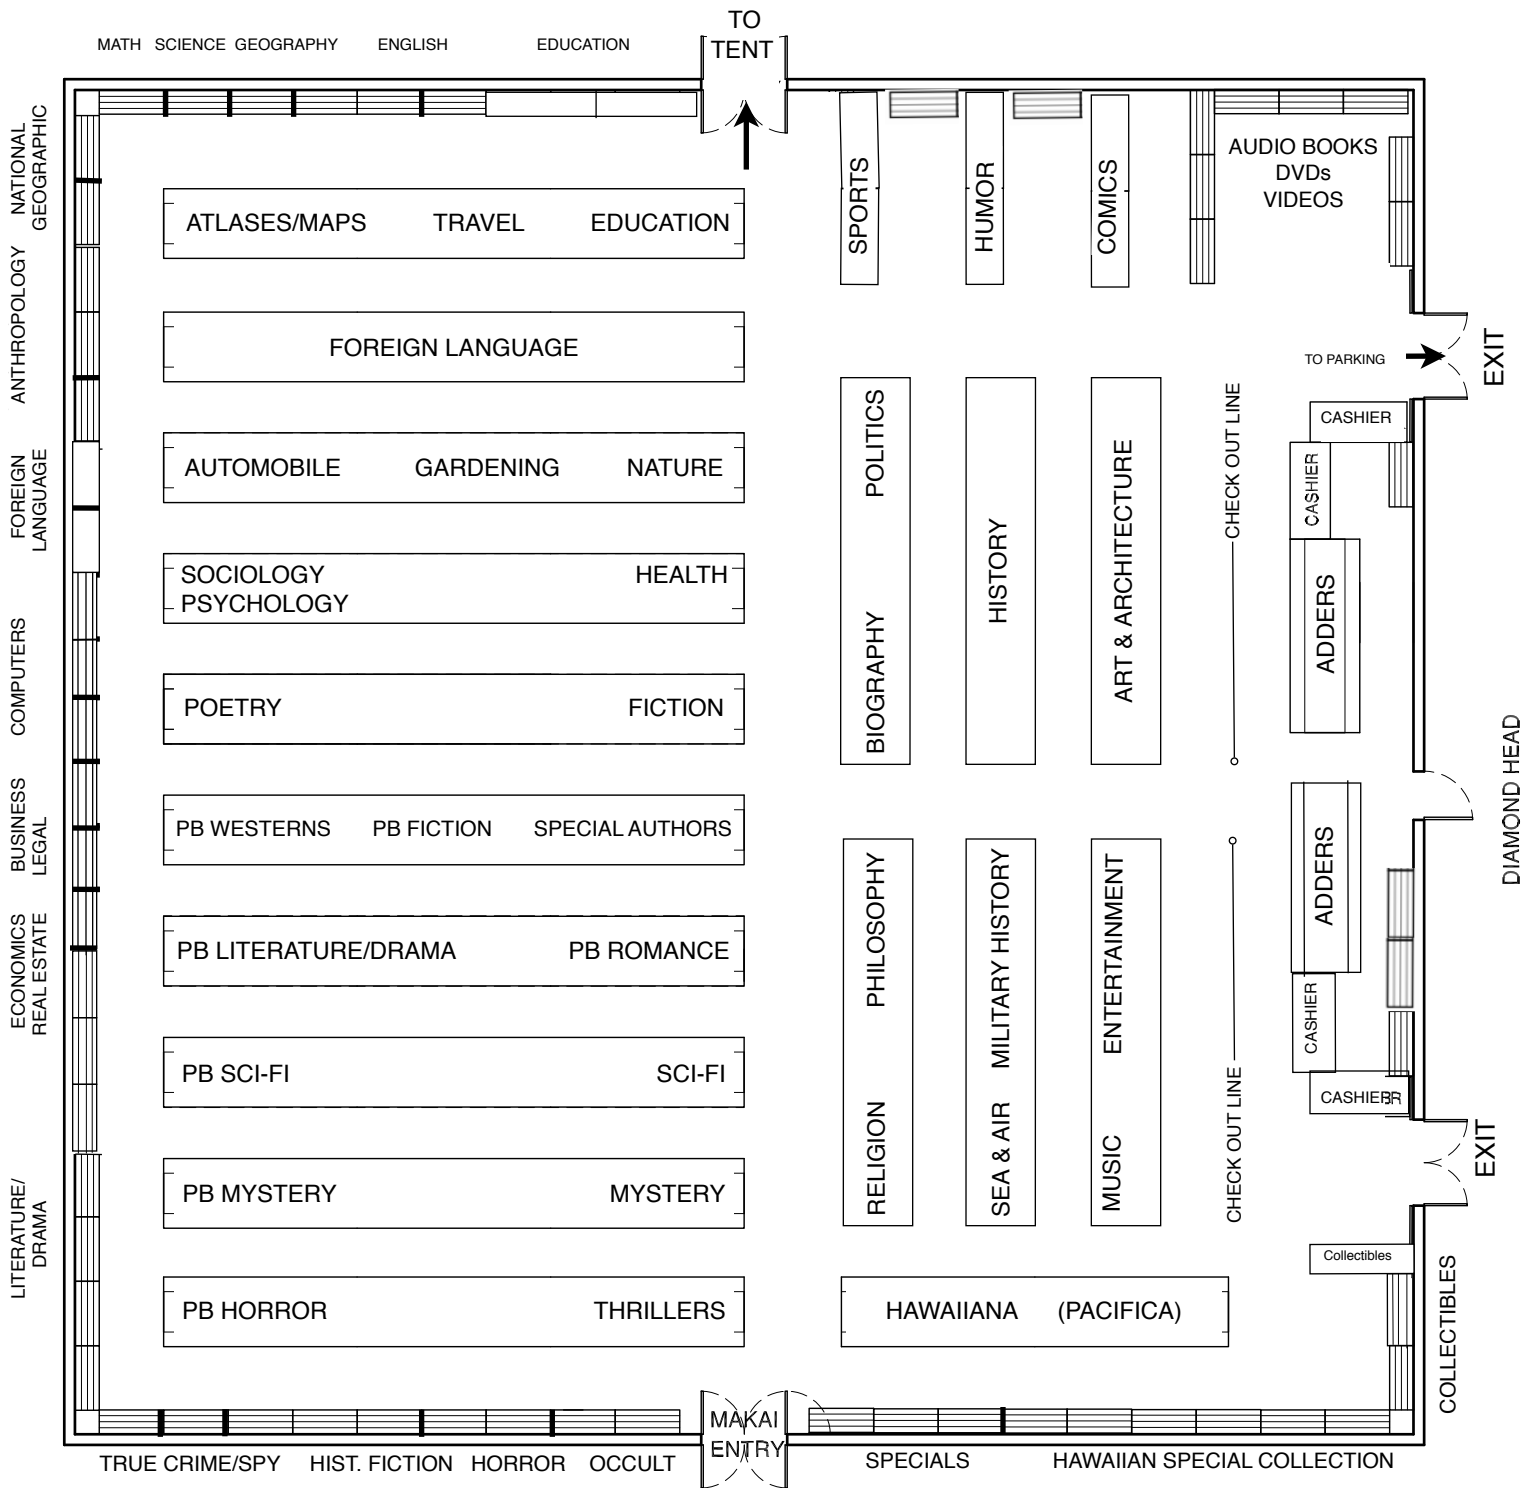 TO
TENT
MATH SCIENCE GEOGRAPHY ENGLISH EDUCATION
NATIONAL
GEOGRAPHIC
ANTHROPOLOGY
FOREIGN
LANGUAGE
COMPUTERS
BUSINESS
LEGAL
ECONOMICS
REAL ESTATE
LITERATURE/
DRAMA
ATLASES/MAPS TRAVEL EDUCATION
FOREIGN LANGUAGE
AUTOMOBILE GARDENING NATURE
SOCIOLOGY HEALTH
PSYCHOLOGY
POETRY FICTION
PB WESTERNS PB FICTION SPECIAL AUTHORS
PB LITERATURE/DRAMA PB ROMANCE
PB SCI-FI SCI-FI
PB MYSTERY MYSTERY
PB HORROR THRILLERS
SPORTS
HUMOR
COMICS
AUDIO BOOKS
DVDs
VIDEOS
TO PARKING
EXIT
POLITICS
BIOGRAPHY
HISTORY
ART & ARCHITECTURE
CHECK OUT LINE
CASHIER
CASHIER
ADDERS
DIAMOND HEAD
PHILOSOPHY
RELIGION
MILITARY HISTORY
SEA & AIR
ENTERTAINMENT
MUSIC
CHECK OUT LINE
ADDERS
CASHIER
CASHIER
EXIT
Collectibles
COLLECTIBLES
HAWAIIANA (PACIFICA)
MAKAI
ENTRY
TRUE CRIME/SPY HIST. FICTION HORROR OCCULT
SPECIALS HAWAIIAN SPECIAL COLLECTION